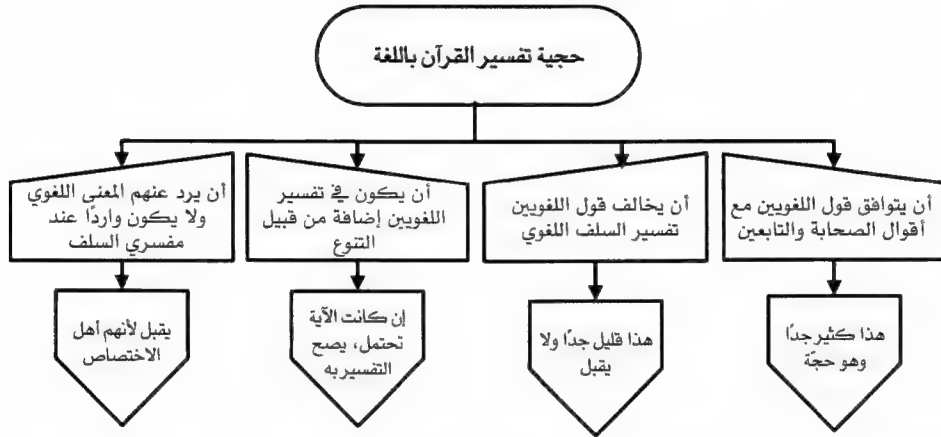 حجية تفسير القرآن باللغة
أن يتوافق قول اللغويين مع
أقوال الصحابة والتابعين
أن يخالف قول اللغويين
تفسير السلف اللغوي
أن يكون في تفسير
اللغويين إضافة من قبيل
التنوع
أن يرد عنهم المعنى اللغوي
ولا يكون واردًا عند
مفسري السلف
هذا كثير جدًا
وهو حجّة
هذا قليل جدًا ولا
يقبل
إن كانت الآية
تحتمل، يصح
التفسير به
يقبل لأنهم أهل
الاختصاص